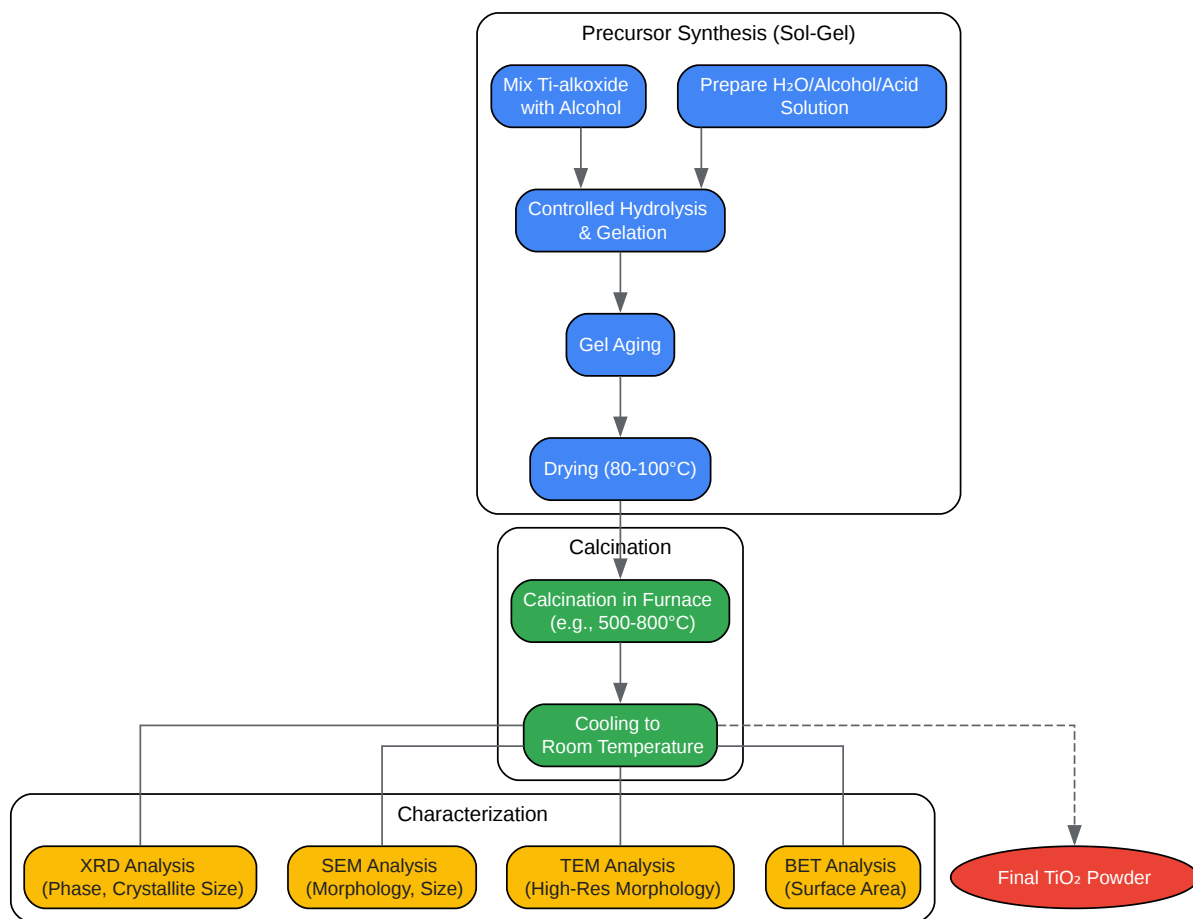 Precursor Synthesis (Sol-Gel)
Mix Ti-alkoxide
with Alcohol
Prepare H₂O/Alcohol/Acid
Solution
Controlled Hydrolysis
& Gelation
Gel Aging
Drying (80-100°C)
Calcination
Calcination in Furnace
(e.g., 500-800°C)
Cooling to
Room Temperature
Characterization
XRD Analysis
(Phase, Crystallite Size)
SEM Analysis
(Morphology, Size)
TEM Analysis
(High-Res Morphology)
BET Analysis
(Surface Area)
Final TiO₂ Powder